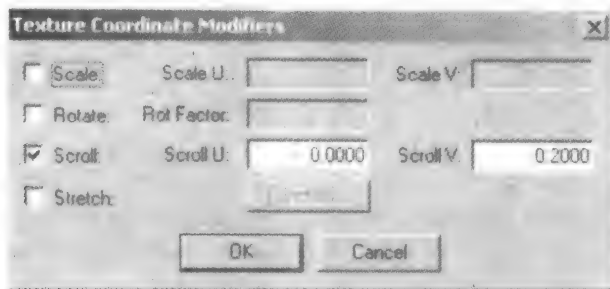 Texture Coordinate Modifiers
Scale: Scale U: Scale V:
Rotate: Rot Factor:
Scroll: Scroll U: 0.0000 Scroll V: 0.2000
Stretch:
OK Cancel